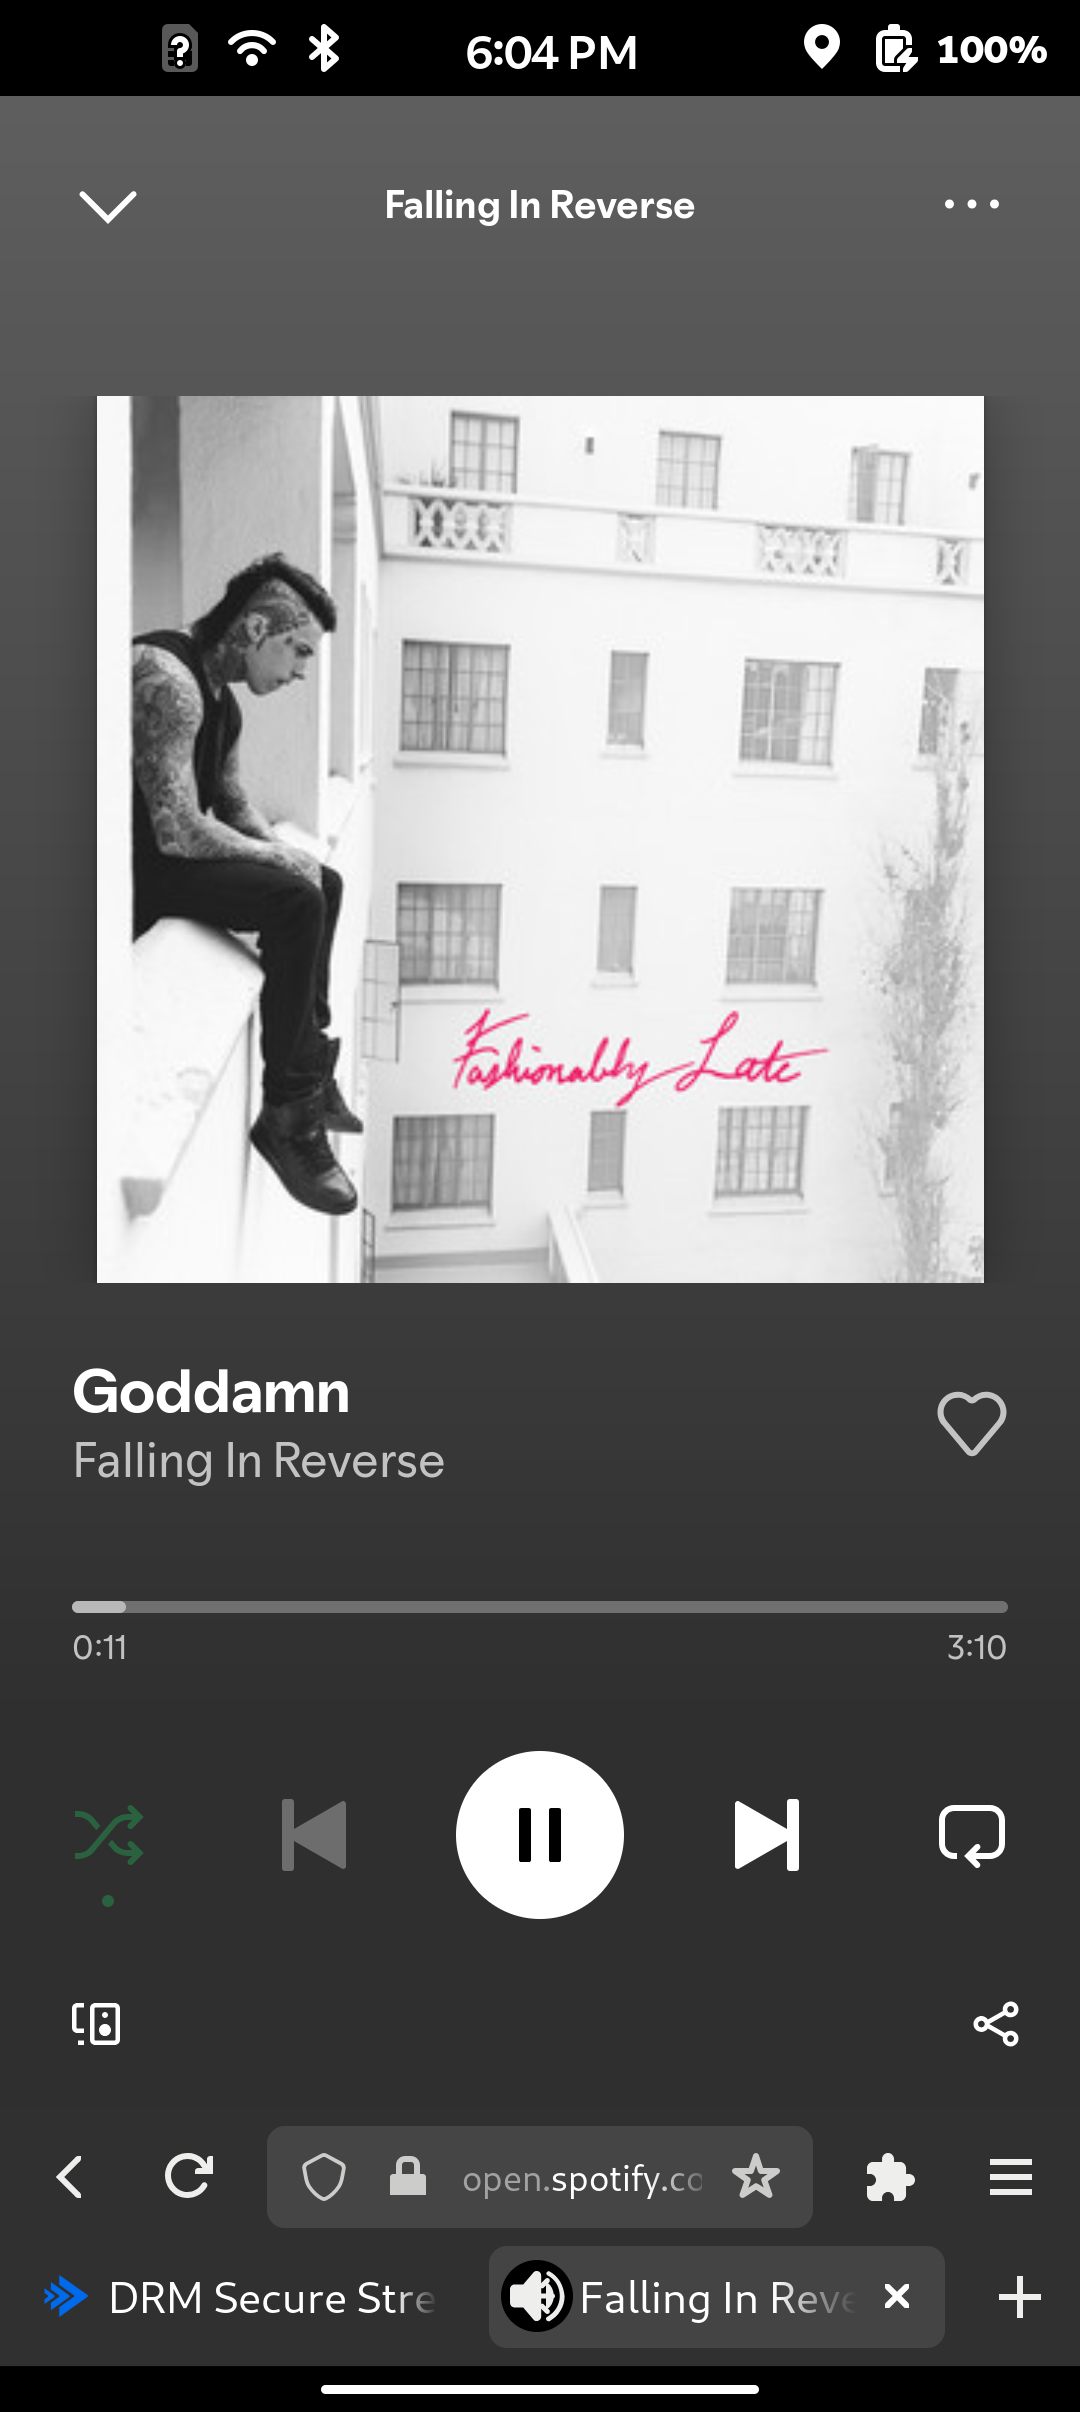 6:04 PM
100%
Falling In Reverse
Fashionably Late
Goddamn
Falling In Reverse
0:11
3:10
open.spotify.co
DRM Secure Stre
Falling In Reve